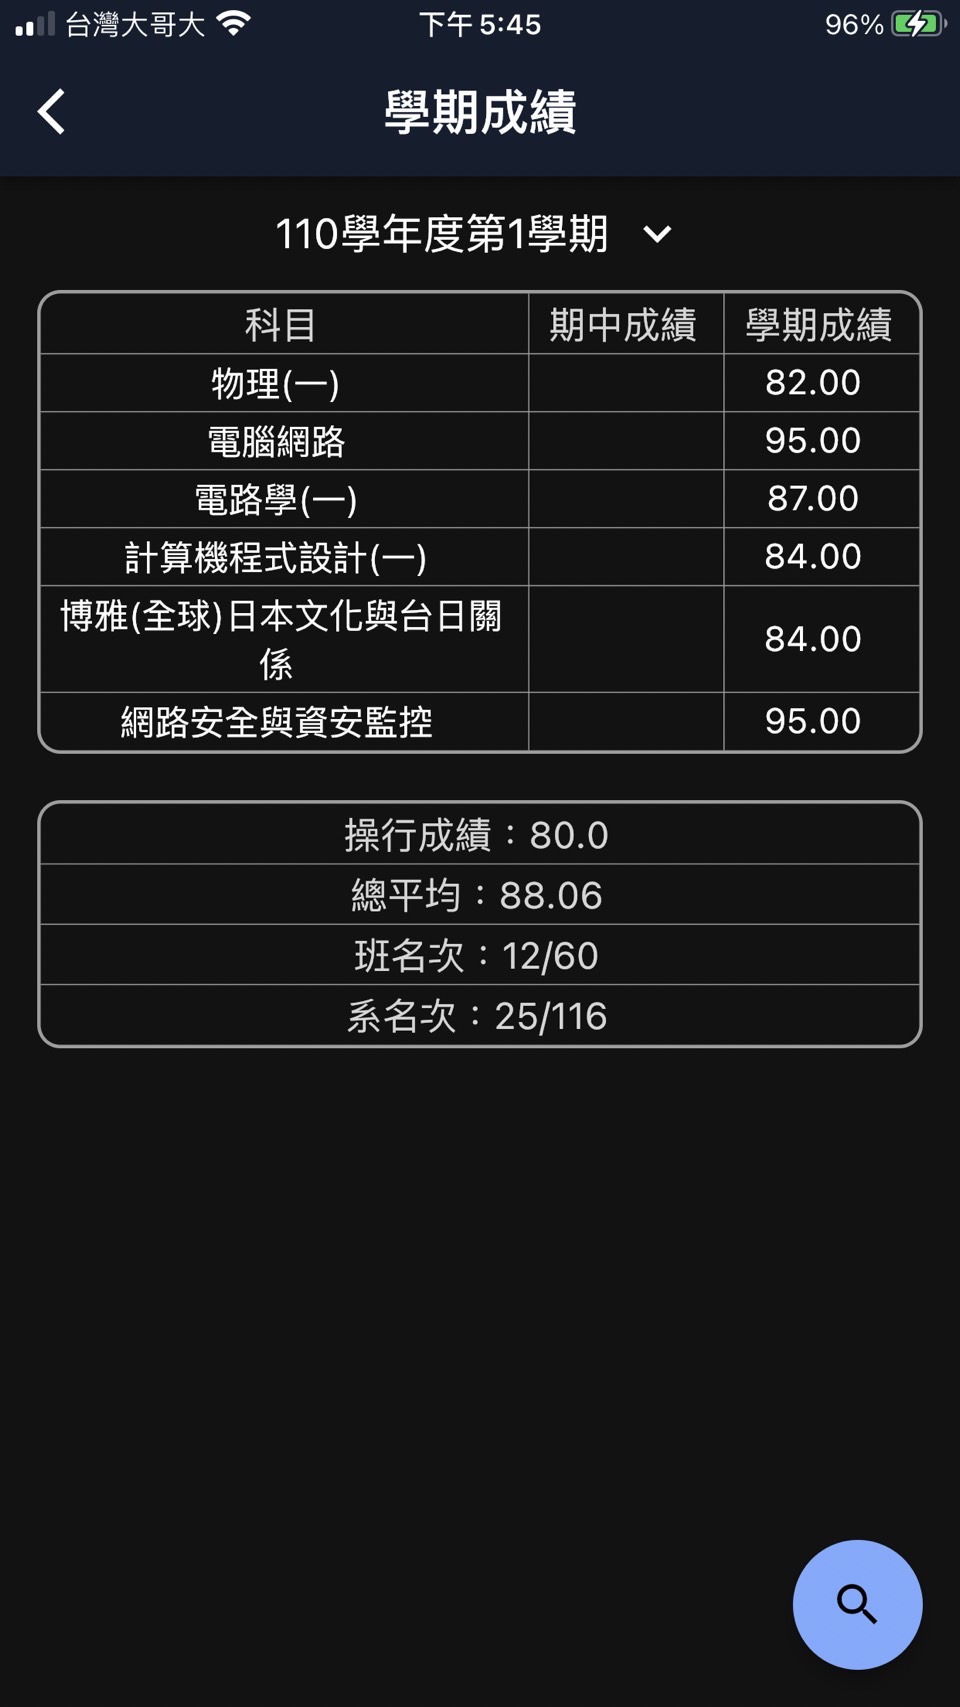 台灣大哥大 下午 5:45 96%
學期成績
110學年度第1學期
科目 期中成績 學期成績
物理(一) 82.00
電腦網路 95.00
電路學(一) 87.00
計算機程式設計(一) 84.00
博雅(全球)日本文化與台日關
係 84.00
網路安全與資安監控 95.00
操行成績：80.0
總平均：88.06
班名次：12/60
系名次：25/116